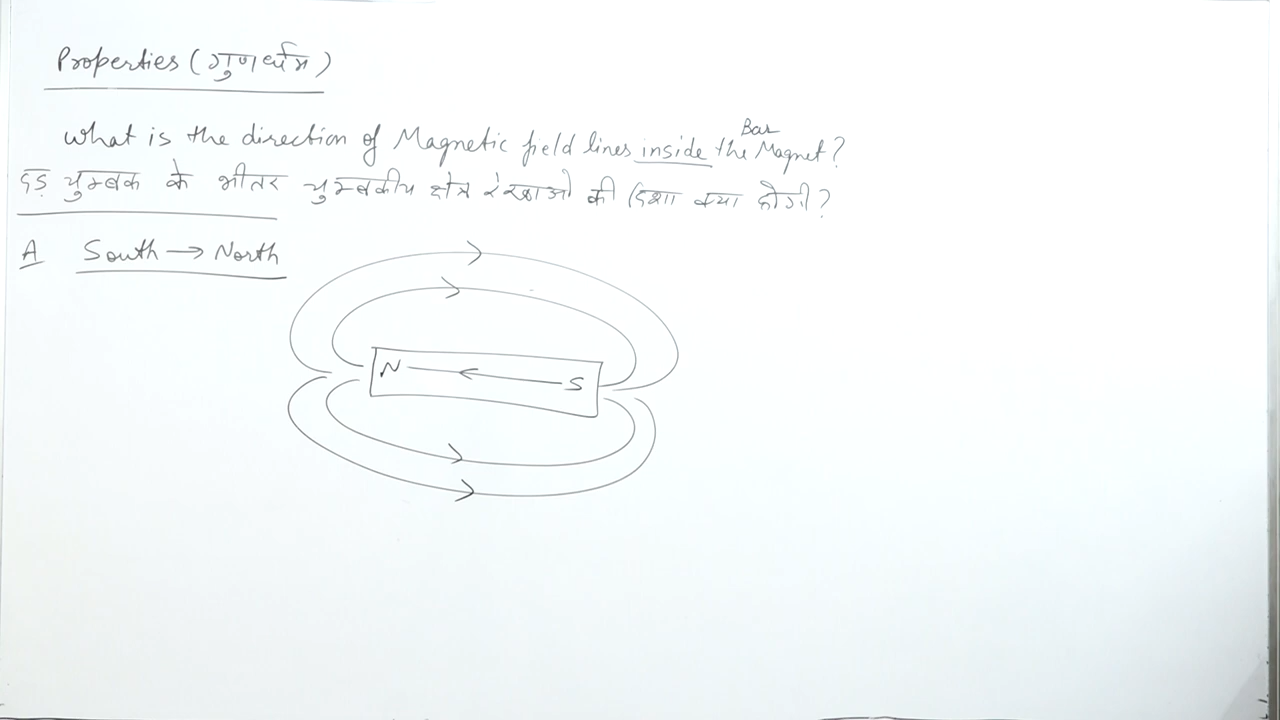 Properties (गुणधर्म)
What is the direction of Magnetic field lines inside the Bar Magnet?
दंड चुम्बक के भीतर चुम्बकीय क्षेत्र रेखाओ की दिशा क्या होगी?
A South → North
N S